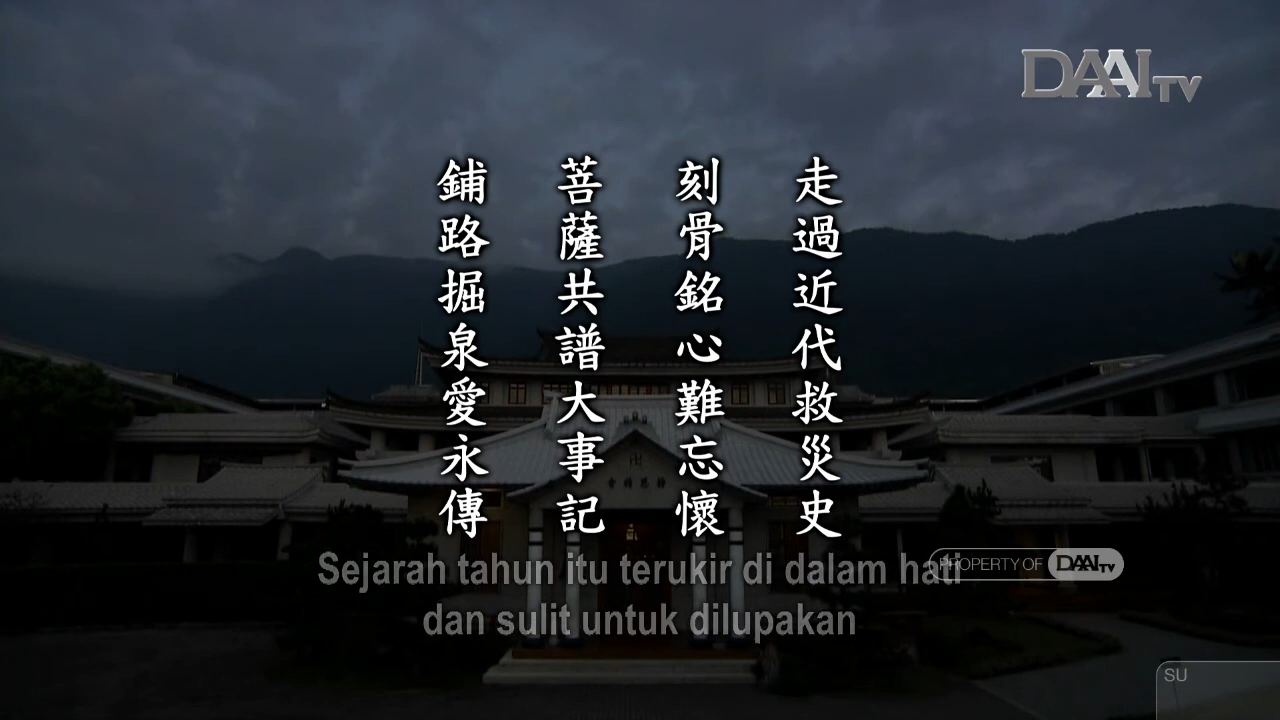 DAAI TV
走過近代救災史
刻骨銘心難忘懷
菩薩共譜大事記
鋪路掘泉愛永傳
Sejarah tahun itu terukir di dalam hati
dan sulit untuk dilupakan
PROPERTY OF DAAI TV
SU